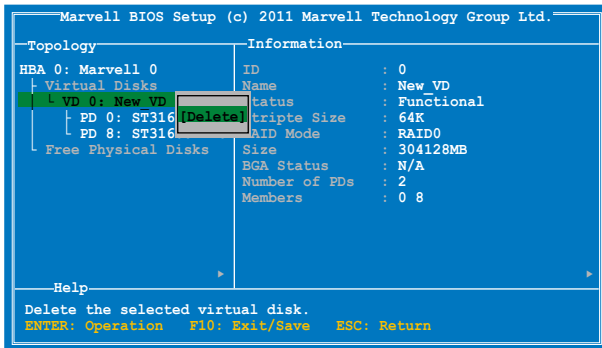 Marvell BIOS Setup (c) 2011 Marvell Technology Group Ltd.
Topology
HBA 0: Marvell 0
Virtual Disks
VD 0: New_VD
[Delete]
PD 0: ST316
PD 8: ST316
Free Physical Disks
Information
ID : 0
Name : New_VD
tatus : Functional
tripte Size : 64K
AID Mode : RAID0
Size : 304128MB
BGA Status : N/A
Number of PDs : 2
Members : 0 8
Help
Delete the selected virtual disk.
ENTER: Operation F10: Exit/Save ESC: Return